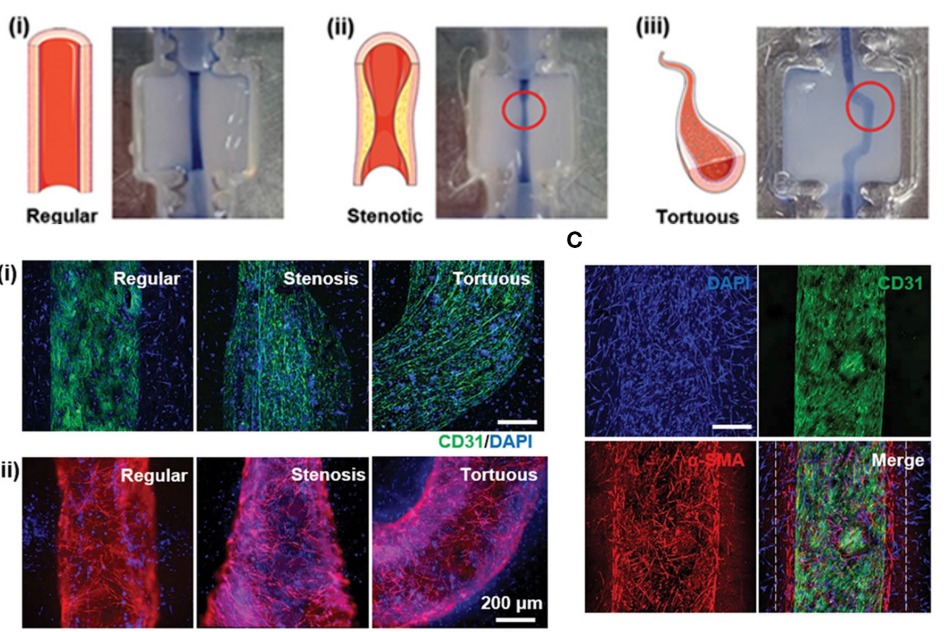 (i)
(ii)
(iii)
Regular
Stenotic
Tortuous
C
(i)
Regular
Stenosis
Tortuous
CD31/DAPI
ii)
Regular
Stenosis
Tortuous
200 µm
DAPI
CD31
α-SMA
Merge